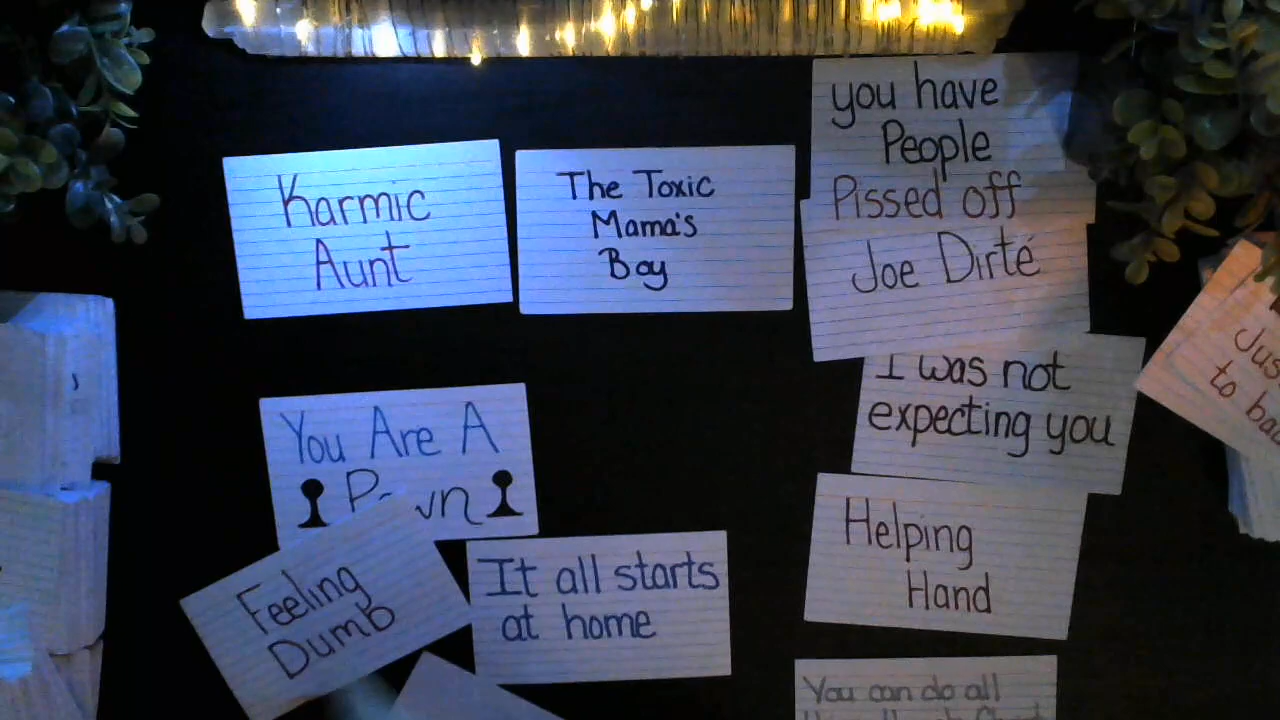 Karmic
Aunt
The Toxic
Mama's
Boy
you have
People
Pissed off
Joe Dirté
I was not
expecting you
You Are A
Feeling
Dumb
It all starts
at home
Helping
Hand
You can do all
to